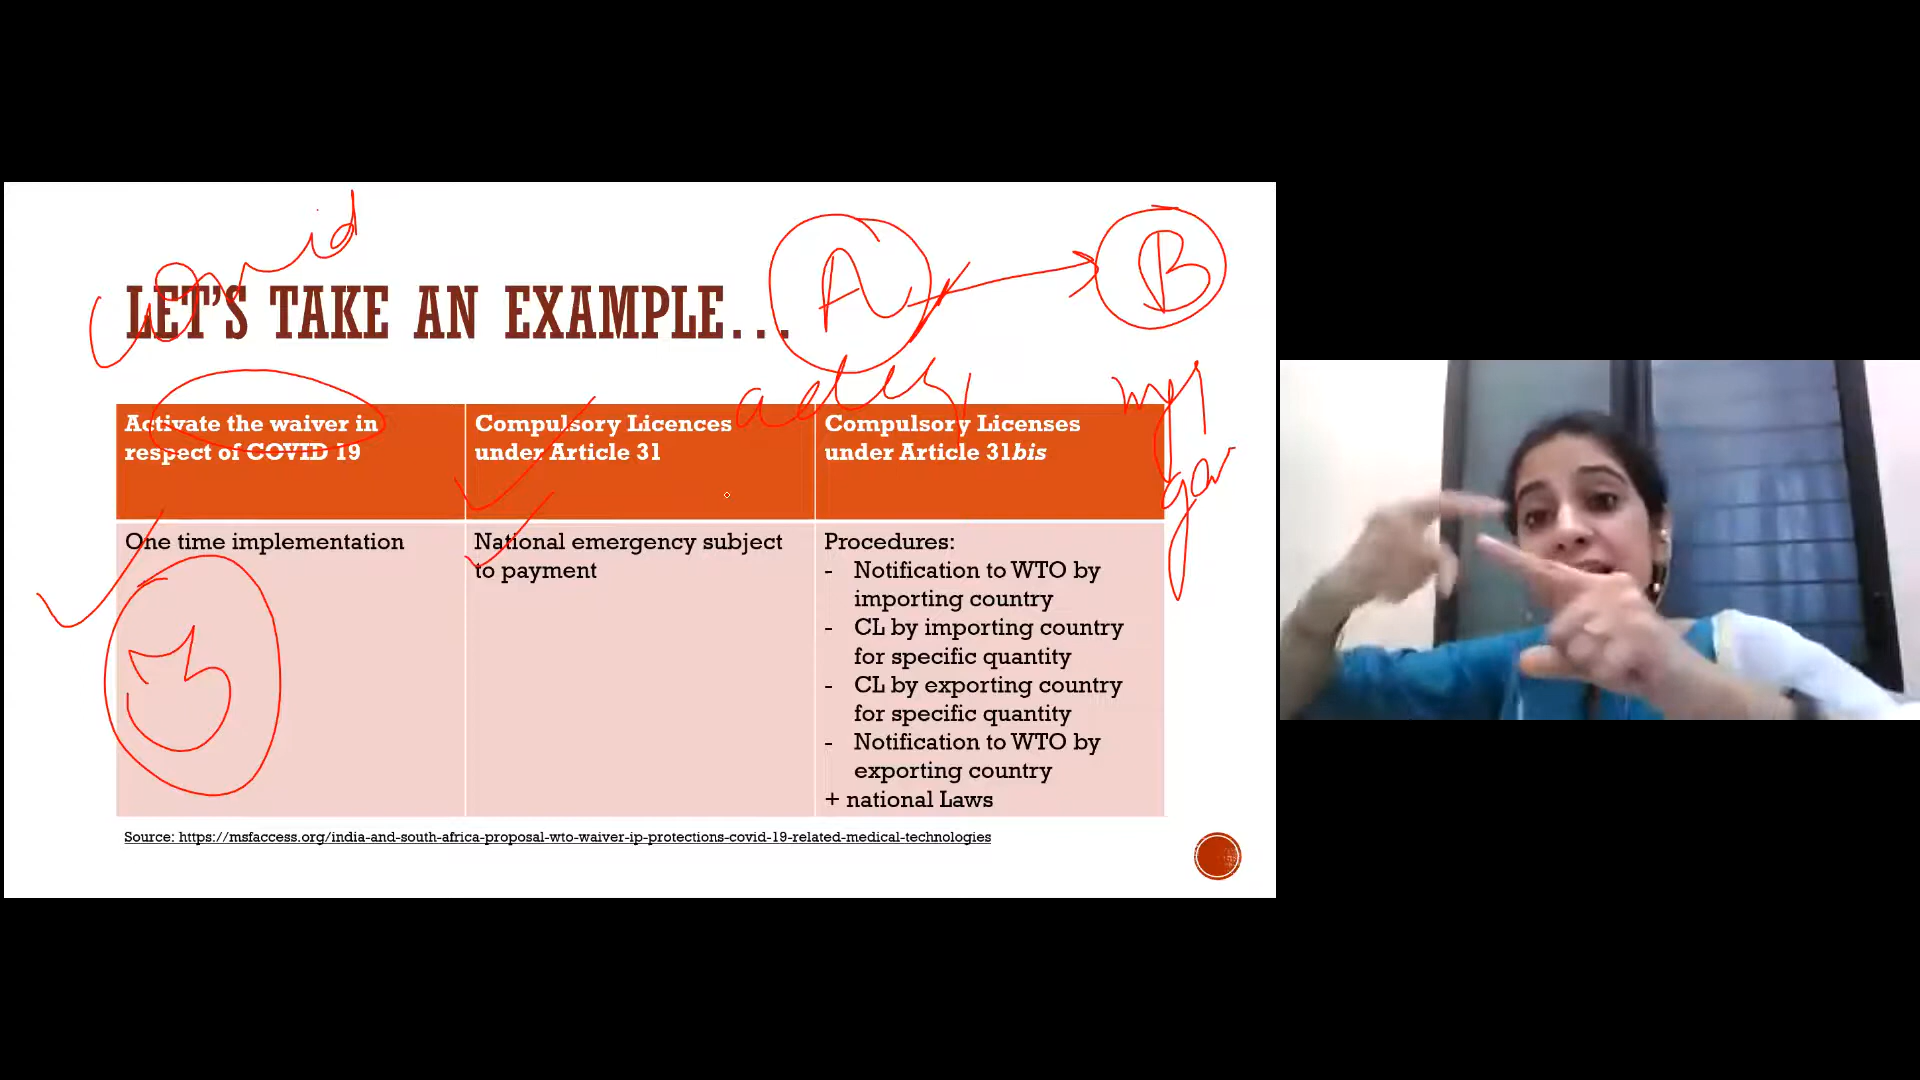 Covid
A
B
LET'S TAKE AN EXAMPLE...
Activate the waiver in
respect of COVID 19
Compulsory Licences
under Article 31
Compulsory Licenses
under Article 31bis
One time implementation
National emergency subject
to payment
Procedures:
- Notification to WTO by
importing country
- CL by importing country
for specific quantity
- CL by exporting country
for specific quantity
- Notification to WTO by
exporting country
+ national Laws
Source: https://msfaccess.org/india-and-south-africa-proposal-wto-waiver-ip-protections-covid-19-related-medical-technologies